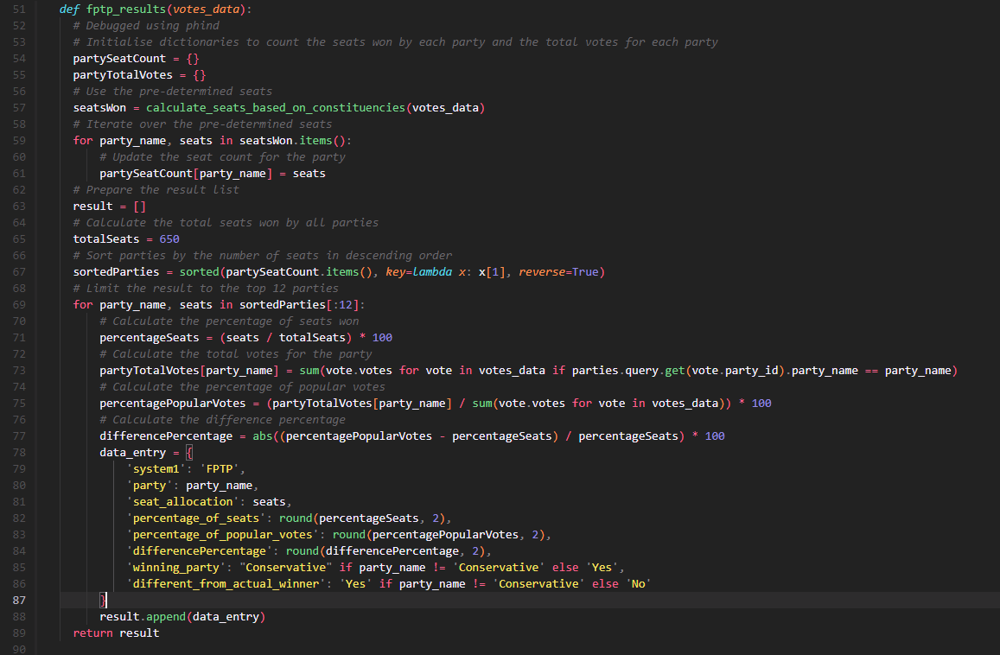 51 def fptp_results(votes_data):
52 # Debugged using phind
53 # Initialise dictionaries to count the seats won by each party and the total votes for each party
54 partySeatCount = {}
55 partyTotalVotes = {}
56 # Use the pre-determined seats
57 seatsWon = calculate_seats_based_on_constituencies(votes_data)
58 # Iterate over the pre-determined seats
59 for party_name, seats in seatsWon.items():
60 # Update the seat count for the party
61 partySeatCount[party_name] = seats
62 # Prepare the result list
63 result = []
64 # Calculate the total seats won by all parties
65 totalSeats = 650
66 # Sort parties by the number of seats in descending order
67 sortedParties = sorted(partySeatCount.items(), key=lambda x: x[1], reverse=True)
68 # Limit the result to the top 12 parties
69 for party_name, seats in sortedParties[:12]:
70 # Calculate the percentage of seats won
71 percentageSeats = (seats / totalSeats) * 100
72 # Calculate the total votes for the party
73 partyTotalVotes[party_name] = sum(vote.votes for vote in votes_data if parties.query.get(vote.party_id).party_name == party_name)
74 # Calculate the percentage of popular votes
75 percentagePopularVotes = (partyTotalVotes[party_name] / sum(vote.votes for vote in votes_data)) * 100
76 # Calculate the difference percentage
77 differencePercentage = abs((percentagePopularVotes - percentageSeats) / percentageSeats) * 100
78 data_entry = {
79 'system1': 'FPTP',
80 'party': party_name,
81 'seat_allocation': seats,
82 'percentage_of_seats': round(percentageSeats, 2),
83 'percentage_of_popular_votes': round(percentagePopularVotes, 2),
84 'differencePercentage': round(differencePercentage, 2),
85 'winning_party': "Conservative" if party_name != 'Conservative' else 'Yes',
86 'different_from_actual_winner': 'Yes' if party_name != 'Conservative' else 'No'
87 }
88 result.append(data_entry)
89 return result
90